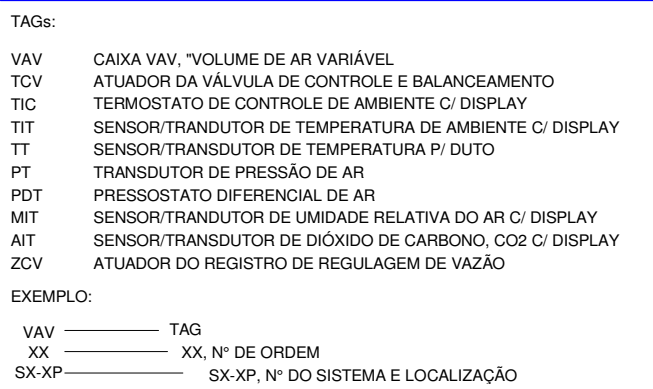 TAGs:
VAV CAIXA VAV, "VOLUME DE AR VARIÁVEL
TCV ATUADOR DA VÁLVULA DE CONTROLE E BALANCEAMENTO
TIC TERMOSTATO DE CONTROLE DE AMBIENTE C/ DISPLAY
TIT SENSOR/TRANDUTOR DE TEMPERATURA DE AMBIENTE C/ DISPLAY
TT SENSOR/TRANSDUTOR DE TEMPERATURA P/ DUTO
PT TRANSDUTOR DE PRESSÃO DE AR
PDT PRESSOSTATO DIFERENCIAL DE AR
MIT SENSOR/TRANDUTOR DE UMIDADE RELATIVA DO AR C/ DISPLAY
AIT SENSOR/TRANSDUTOR DE DIÓXIDO DE CARBONO, CO2 C/ DISPLAY
ZCV ATUADOR DO REGISTRO DE REGULAGEM DE VAZÃO
EXEMPLO:
VAV TAG
XX XX, N° DE ORDEM
SX-XP SX-XP, N° DO SISTEMA E LOCALIZAÇÃO